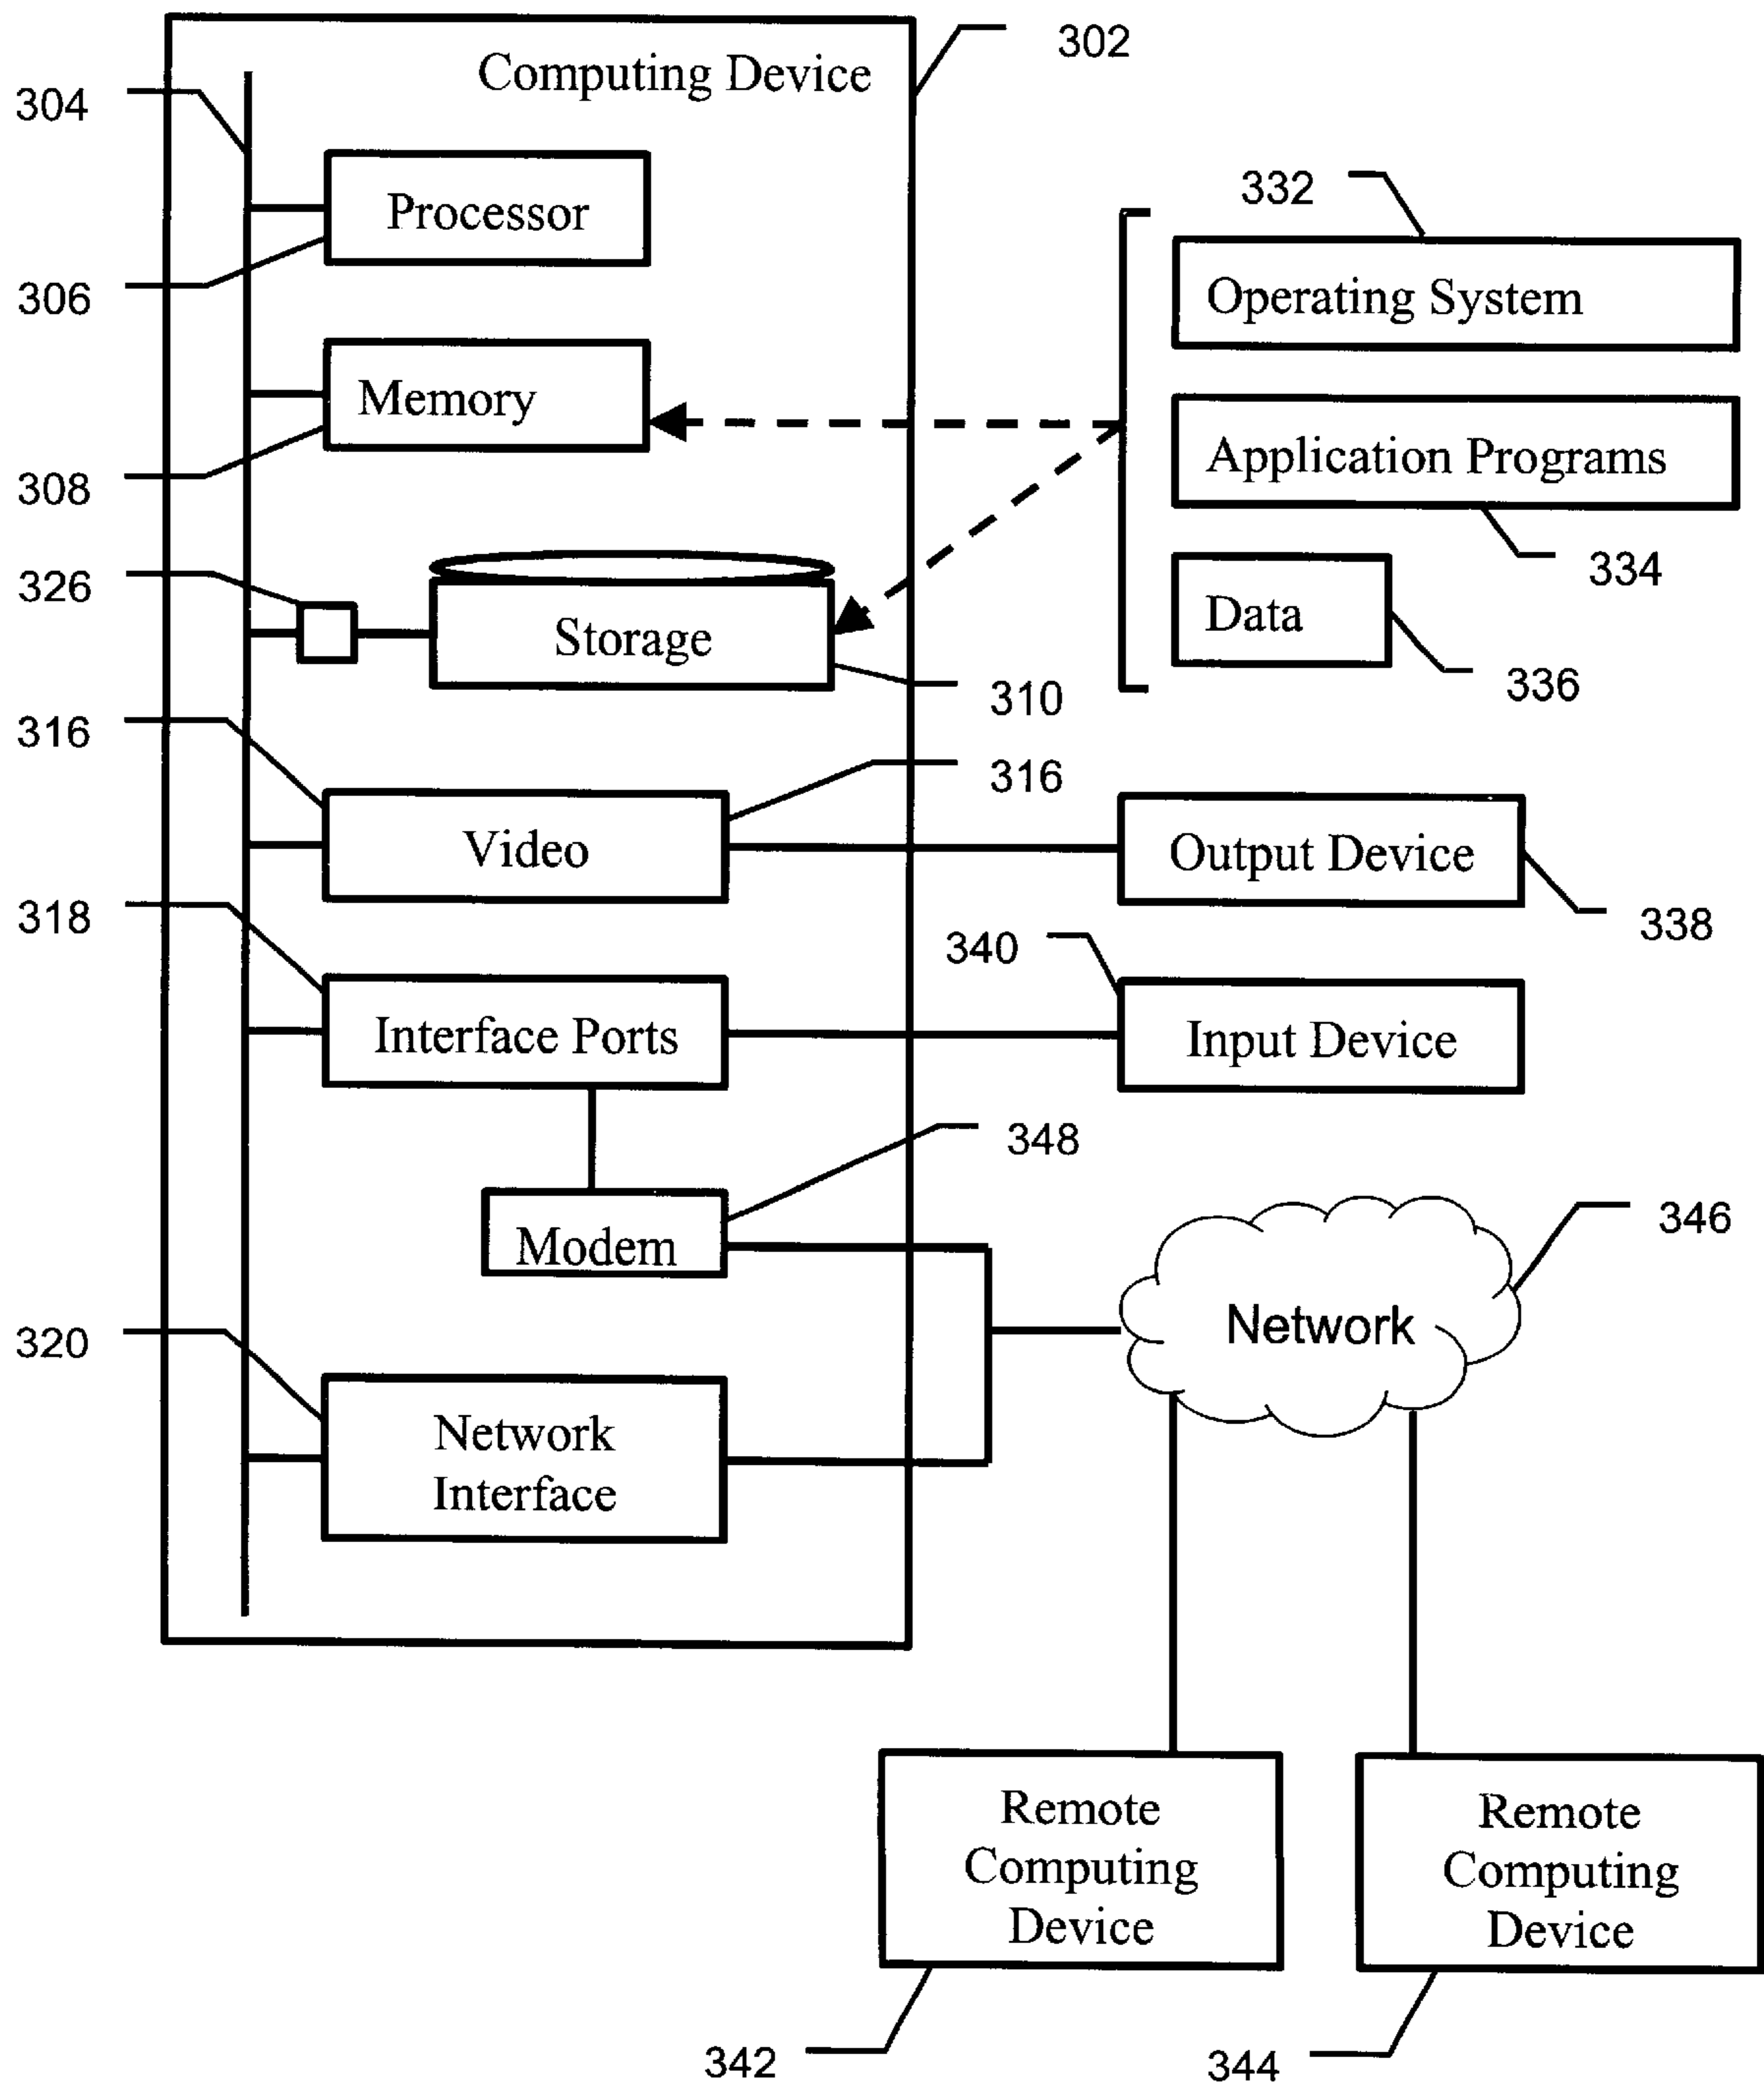 Computing Device
302
304
Processor
306
332
Operating System
Memory
308
Application Programs
334
326
Storage
310
Data
336
316
316
Video
Output Device
338
318
340
Interface Ports
Input Device
348
Modem
346
Network
320
Network
Interface
Remote
Computing
Device
Remote
Computing
Device
342
344